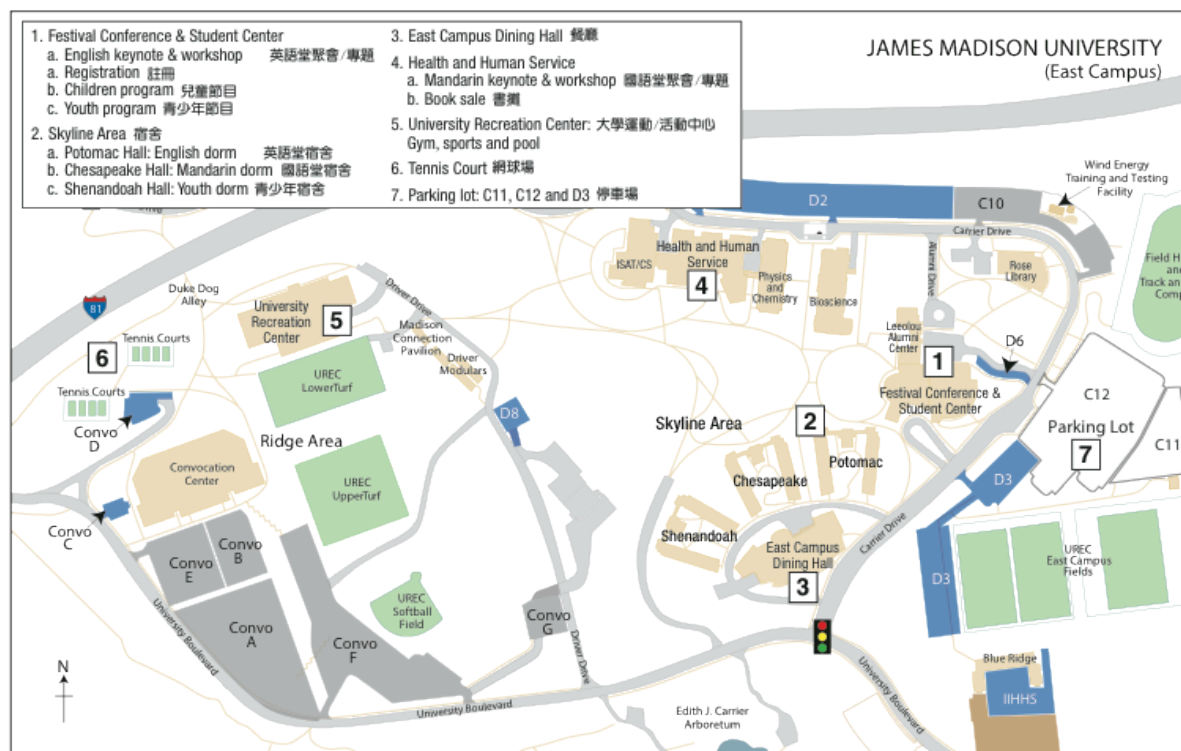 1. Festival Conference & Student Center
a. English keynote & workshop 英語堂聚會/專題
a. Registration 註冊
b. Children program 兒童節目
c. Youth program 青少年節目
2. Skyline Area 宿舍
a. Potomac Hall: English dorm 英語堂宿舍
b. Chesapeake Hall: Mandarin dorm 國語堂宿舍
c. Shenandoah Hall: Youth dorm 青少年宿舍
3. East Campus Dining Hall 餐廳
4. Health and Human Service
a. Mandarin keynote & workshop 國語堂聚會/專題
b. Book sale 書攤
5. University Recreation Center: 大學運動/活動中心
Gym, sports and pool
6. Tennis Court 網球場
7. Parking lot: C11, C12 and D3 停車場
JAMES MADISON UNIVERSITY
(East Campus)
Wind Energy
Training and Testing
Facility
D2
C10
Carrier Drive
Health and Human
Service
4
ISAT/CS
Physics
and
Chemistry
Bioscience
Alumni Drive
Rose
Library
Field H
and
Track an
Comp
81
Duke Dog
Alley
University
Recreation
Center
5
Driver Drive
Madison
Connection
Pavilion
Driver
Modulars
6
Tennis Courts
Tennis Courts
Convo
D
UREC
LowerTurf
Leeolou
Alumni
Center
1
D6
Festival Conference &
Student Center
C12
Parking Lot
7
C11
D8
Ridge Area
Skyline Area
2
Convocation
Center
UREC
UpperTurf
Chesapeake
Potomac
D3
Convo
C
Shenandoah
Carrier Drive
East Campus
Dining Hall
3
UREC
East Campus
Fields
D3
Convo
E
Convo
B
Convo
A
Convo
F
UREC
Softball
Field
Convo
G
University Boulevard
Driver Drive
University Boulevard
University Boulevard
Blue Ridge
IIHHS
N
Edith J. Carrier
Arboretum